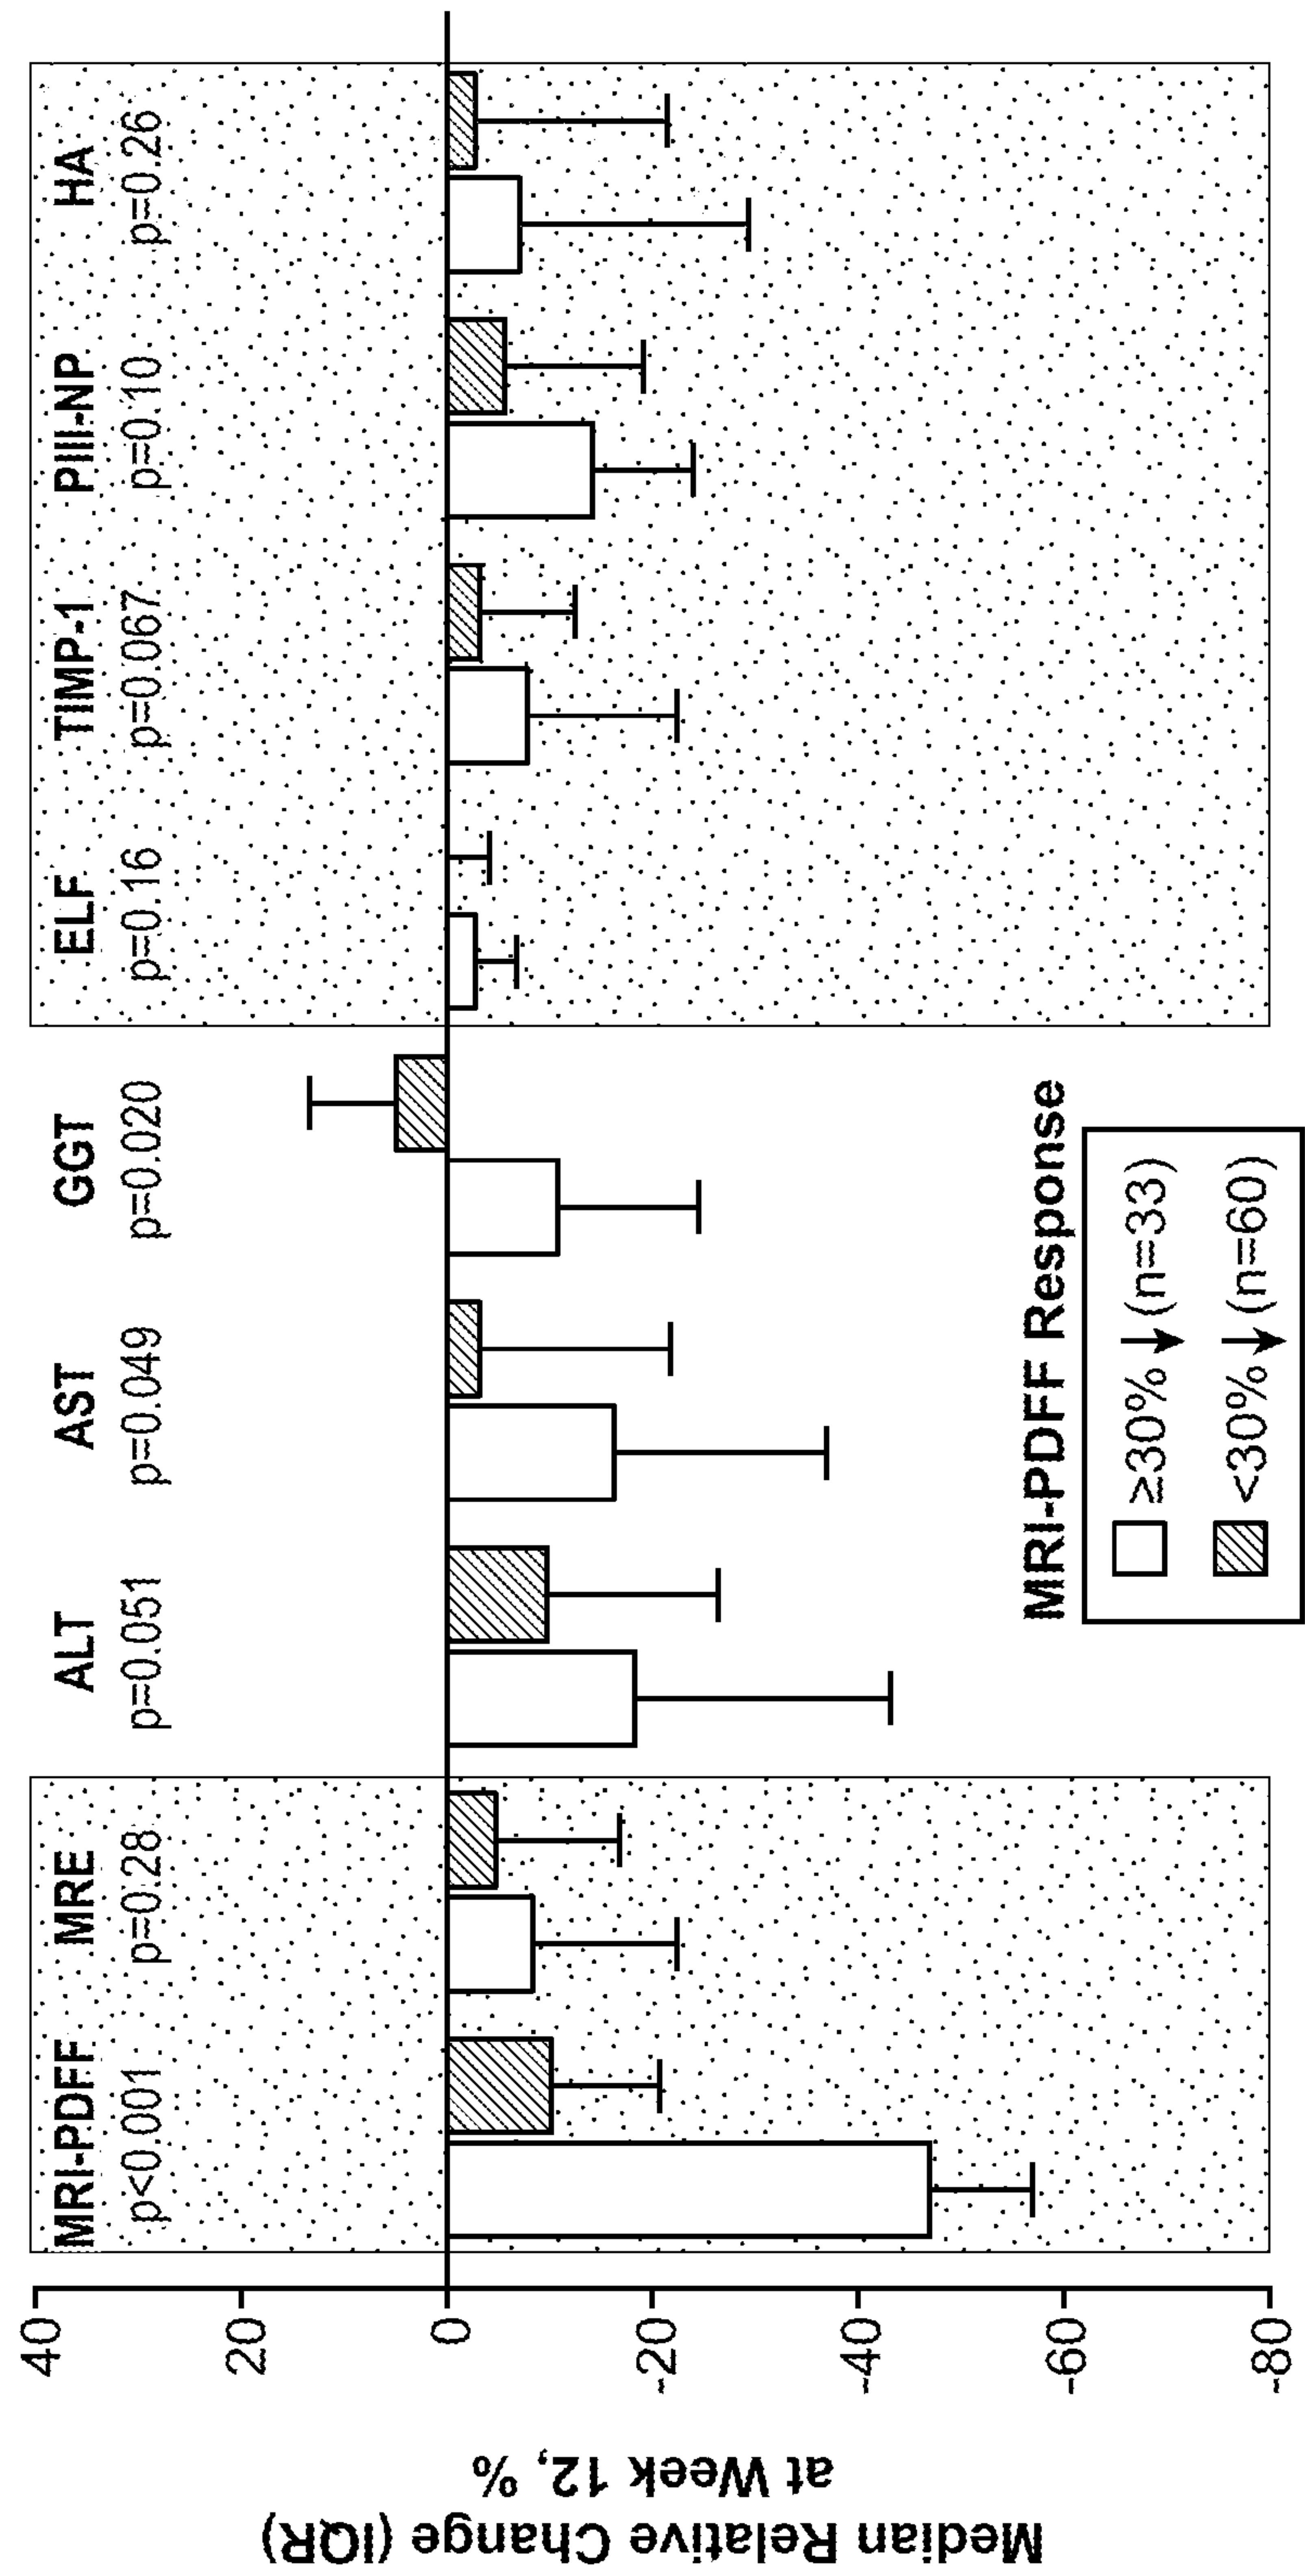 Median Relative Change (IQR)
at Week 12, %
40
20
0
-20
-40
-60
-80
MRI-PDFF
p<0.001
MRE
p=0.28
ALT
p=0.051
AST
p=0.049
GGT
p=0.020
ELF
p=0.16
TIMP-1
p=0.067
PIII-NP
p=0.10
HA
p=0.26
MRI-PDFF Response
≥30% ↓ (n=33)
<30% ↓ (n=60)